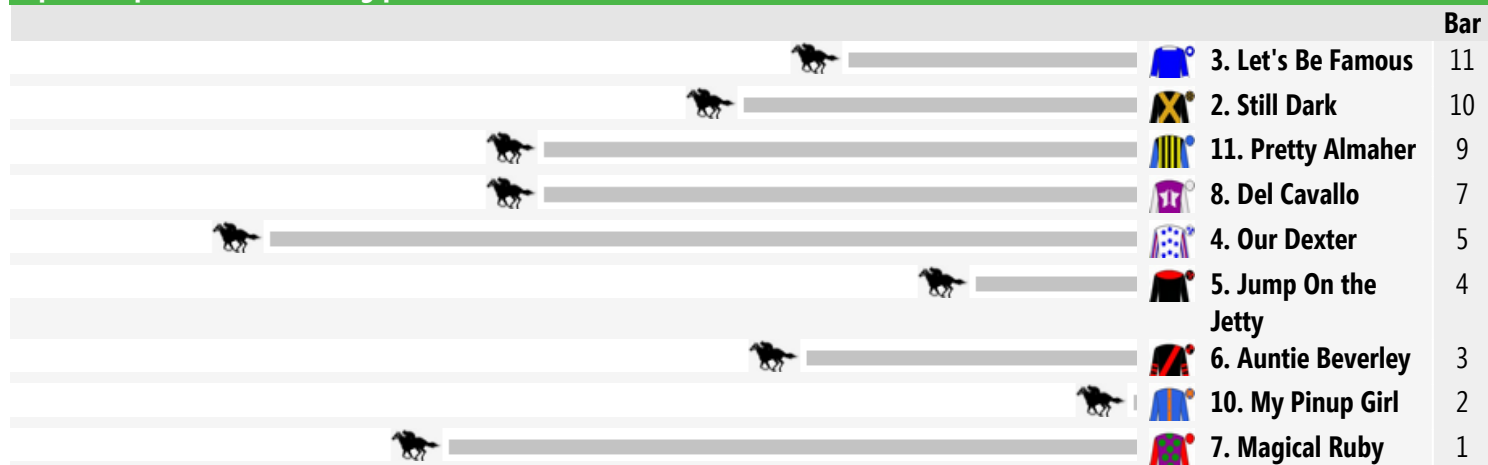 Bar
3. Let's Be Famous 11
2. Still Dark 10
11. Pretty Almaher 9
8. Del Cavallo 7
4. Our Dexter 5
5. Jump On the 4
Jetty
6. Auntie Beverley 3
10. My Pinup Girl 2
7. Magical Ruby 1